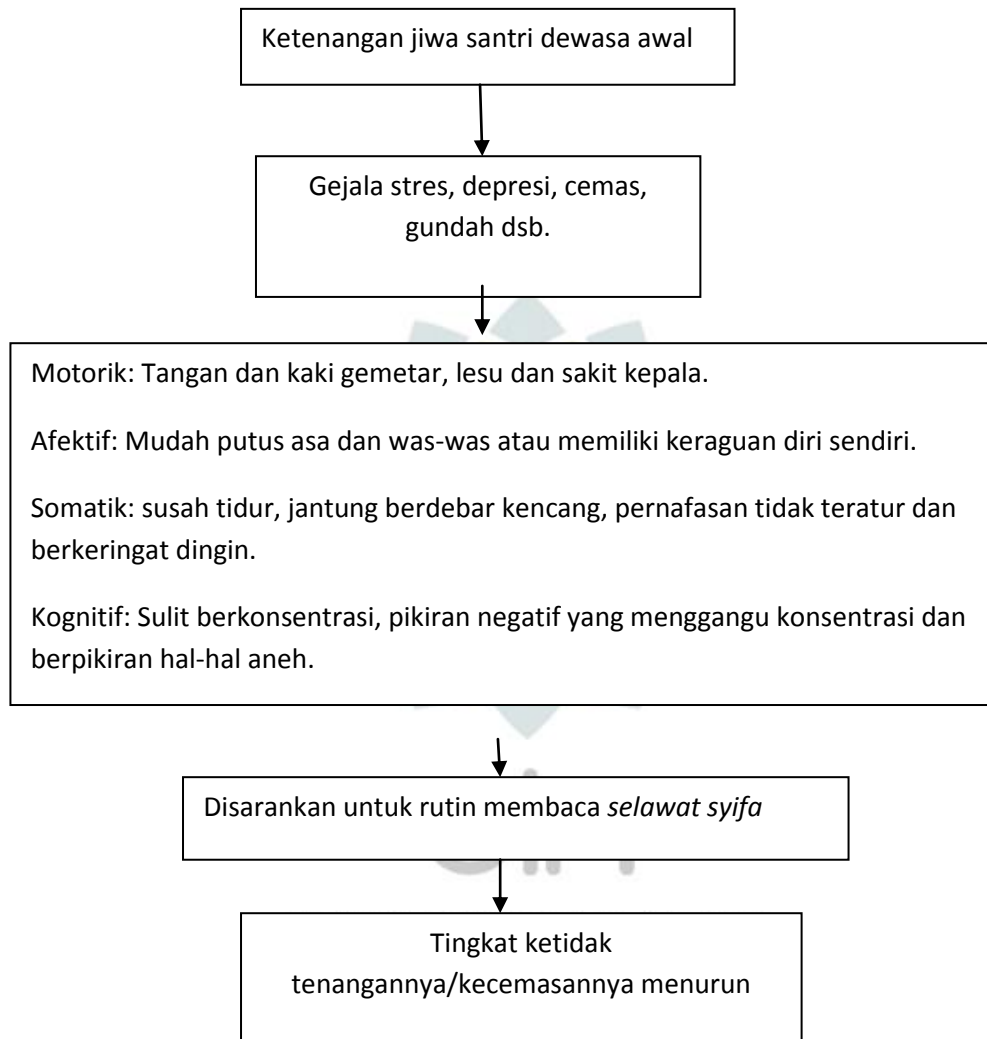 Ketenangan jiwa santri dewasa awal
Gejala stres, depresi, cemas,
gundah dsb.
Motorik: Tangan dan kaki gemetar, lesu dan sakit kepala.
Afektif: Mudah putus asa dan was-was atau memiliki keraguan diri sendiri.
Somatik: susah tidur, jantung berdebar kencang, pernafasan tidak teratur dan
berkeringat dingin.
Kognitif: Sulit berkonsentrasi, pikiran negatif yang menggangu konsentrasi dan
berpikiran hal-hal aneh.
Disarankan untuk rutin membaca selawat syifa
Tingkat ketidak
tenangannya/kecemasannya menurun